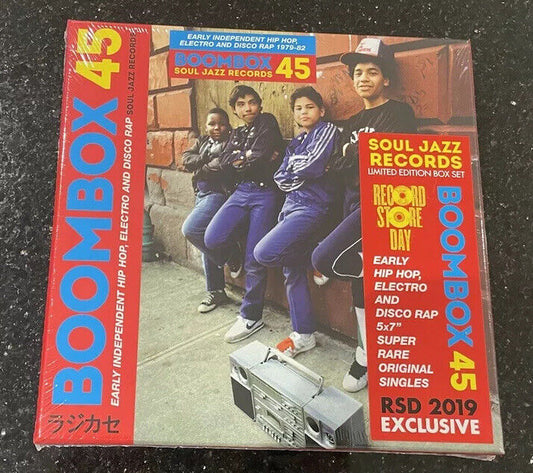 BOOMBOX 45
EARLY INDEPENDENT HIP HOP, ELECTRO AND DISCO RAP SOUL JAZZ RECORDS
ラジカセ
EARLY INDEPENDENT HIP HOP,
ELECTRO AND DISCO RAP 1979-82
BOOMBOX 45
SOUL JAZZ RECORDS
SOUL JAZZ
RECORDS
LIMITED EDITION BOX SET
RECORD
STORE
DAY
EARLY
HIP HOP,
ELECTRO
AND
DISCO RAP
5x7"
SUPER
RARE
ORIGINAL
SINGLES
RSD 2019
EXCLUSIVE
BOOMBOX 45